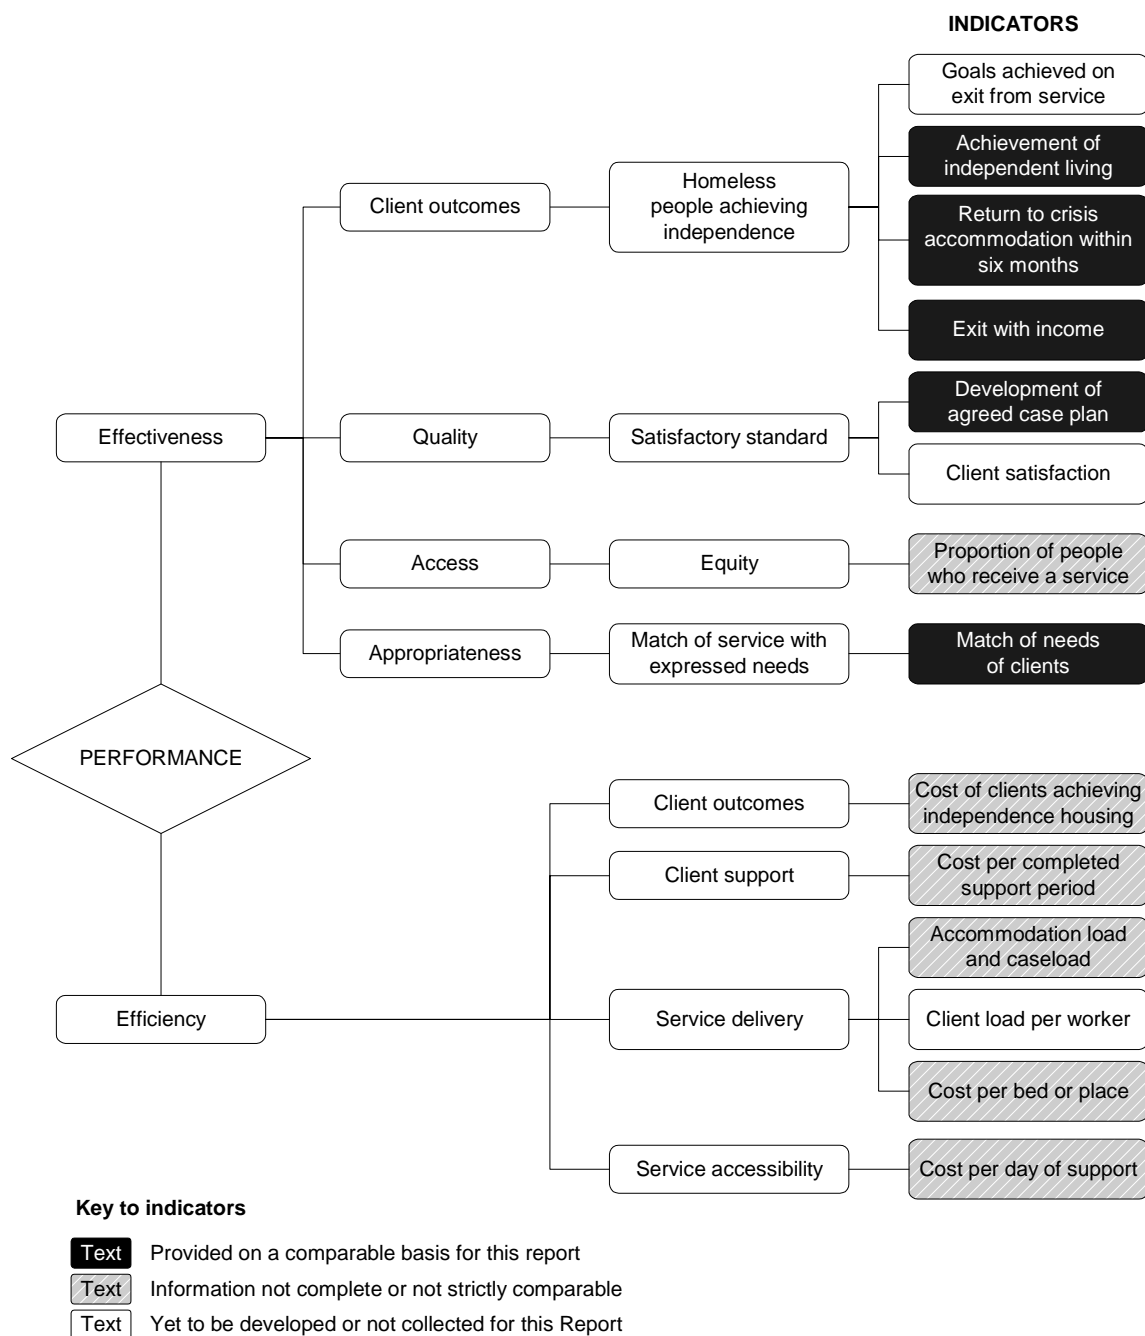 INDICATORS
Goals achieved on
exit from service
Achievement of
independent living
Client outcomes
Homeless
people achieving
independence
Return to crisis
accommodation within
six months
Exit with income
Development of
agreed case plan
Effectiveness
Quality
Satisfactory standard
Client satisfaction
Access
Equity
Proportion of people
who receive a service
Appropriateness
Match of service with
expressed needs
Match of needs
of clients
PERFORMANCE
Client outcomes
Cost of clients achieving
independence housing
Client support
Cost per completed
support period
Accommodation load
and caseload
Efficiency
Service delivery
Client load per worker
Cost per bed or place
Service accessibility
Cost per day of support
Key to indicators
Text Provided on a comparable basis for this report
Text Information not complete or not strictly comparable
Text Yet to be developed or not collected for this Report